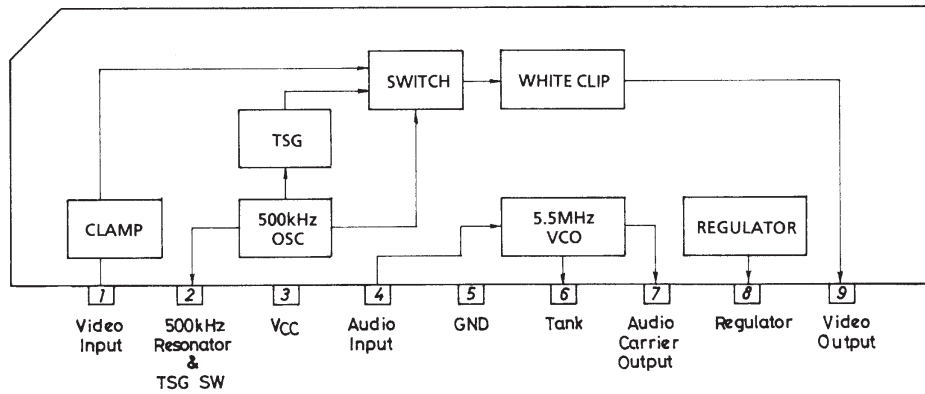 SWITCH
WHITE CLIP
TSG
CLAMP
500kHz
OSC
5.5MHz
VCO
REGULATOR
1
2
3
4
5
6
7
8
9
Video
Input
500kHz
Resonator
&
TSG SW
VCC
Audio
Input
GND
Tank
Audio
Carrier
Output
Regulator
Video
Output